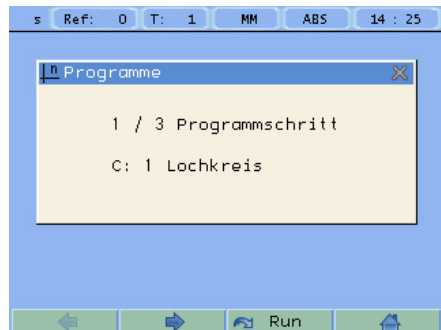 s Ref: 0 T: 1 MM ABS 14 : 25
n Programme
1 / 3 Programmschritt
C: 1 Lochkreis
Run